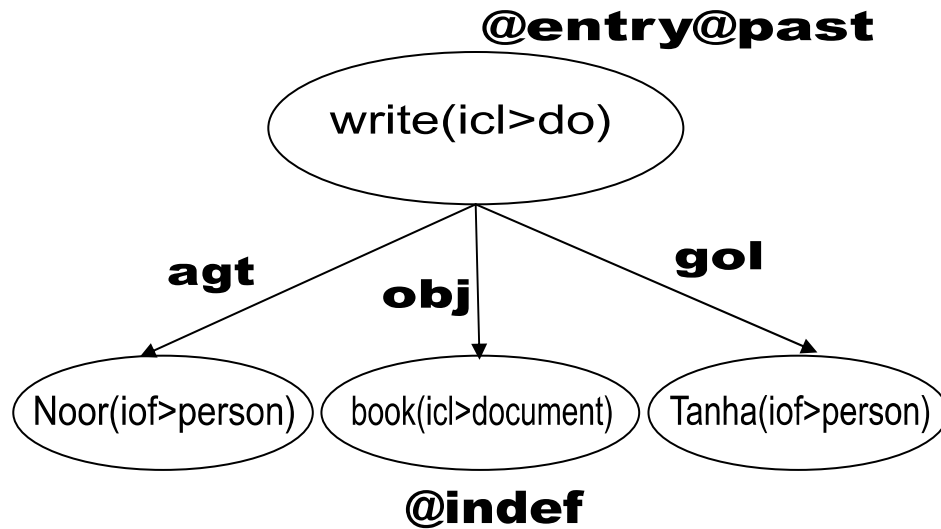 @entry@past
write(icl>do)
agt
obj
gol
Noor(iof>person)
book(icl>document)
Tanha(iof>person)
@indef